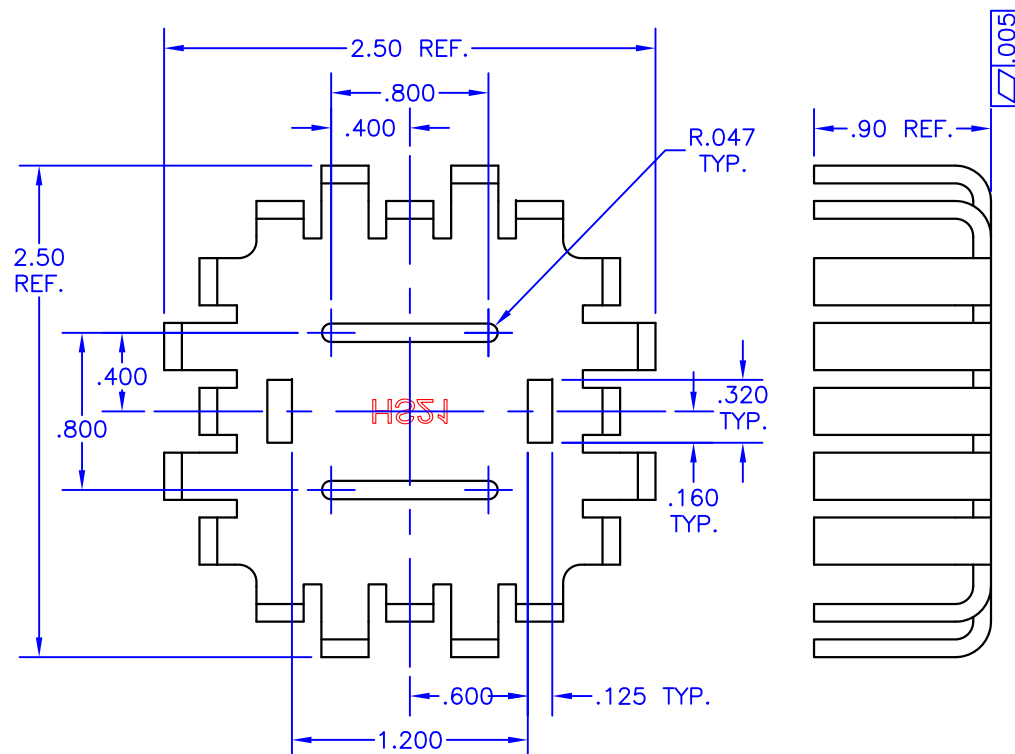 2.50 REF.
.800
.400
R.047
TYP.
.90 REF.
.005
2.50
REF.
.400
.800
.320
TYP.
.160
TYP.
.600
.125 TYP.
1.200